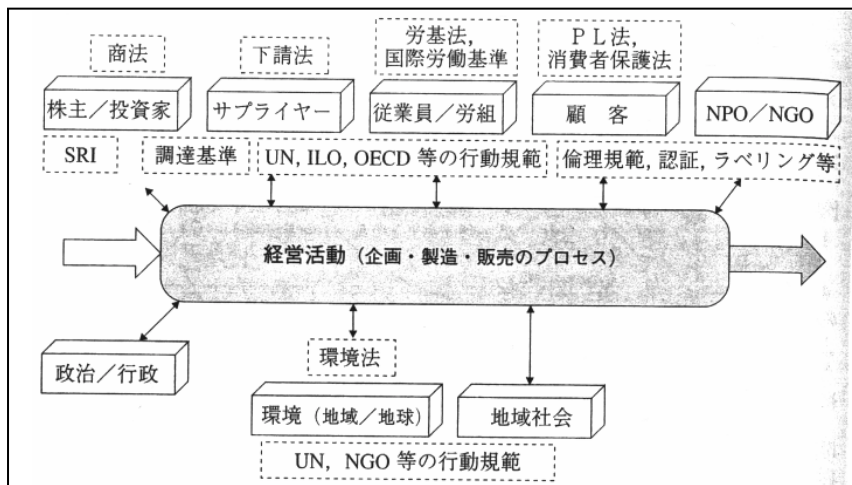 商法
下請法
労基法，
国際労働基準
ＰＬ法，
消費者保護法
株主／投資家
サプライヤー
従業員／労組
顧　客
NPO／NGO
SRI
調達基準
UN, ILO, OECD 等の行動規範
倫理規範, 認証, ラベリング等
経営活動（企画・製造・販売のプロセス）
政治／行政
環境法
環境（地域／地球）
地域社会
UN，NGO 等の行動規範